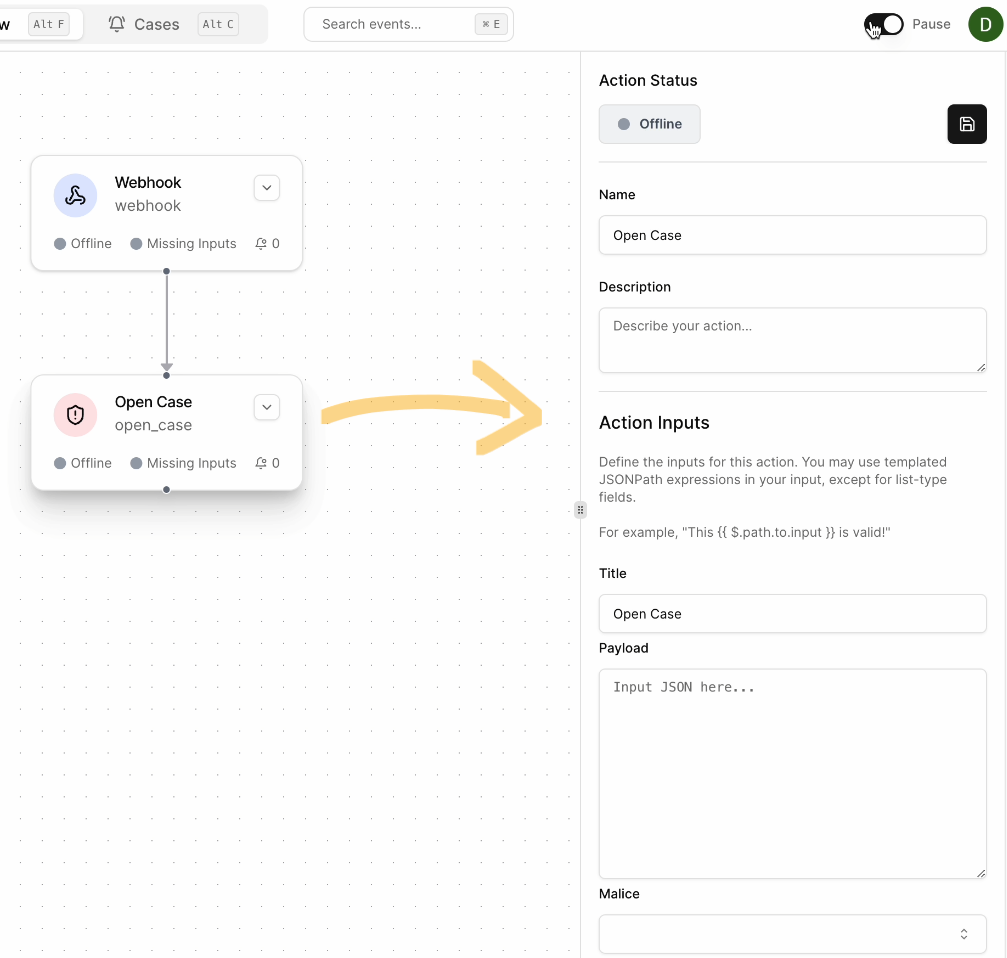 w Alt F Cases Alt C Search events... ⌘ E Pause D
Webhook
webhook
Offline Missing Inputs 0
Open Case
open_case
Offline Missing Inputs 0
Action Status
Offline
Name
Open Case
Description
Describe your action...
Action Inputs
Define the inputs for this action. You may use templated
JSONPath expressions in your input, except for list-type
fields.
For example, "This {{ $.path.to.input }} is valid!"
Title
Open Case
Payload
Input JSON here...
Malice